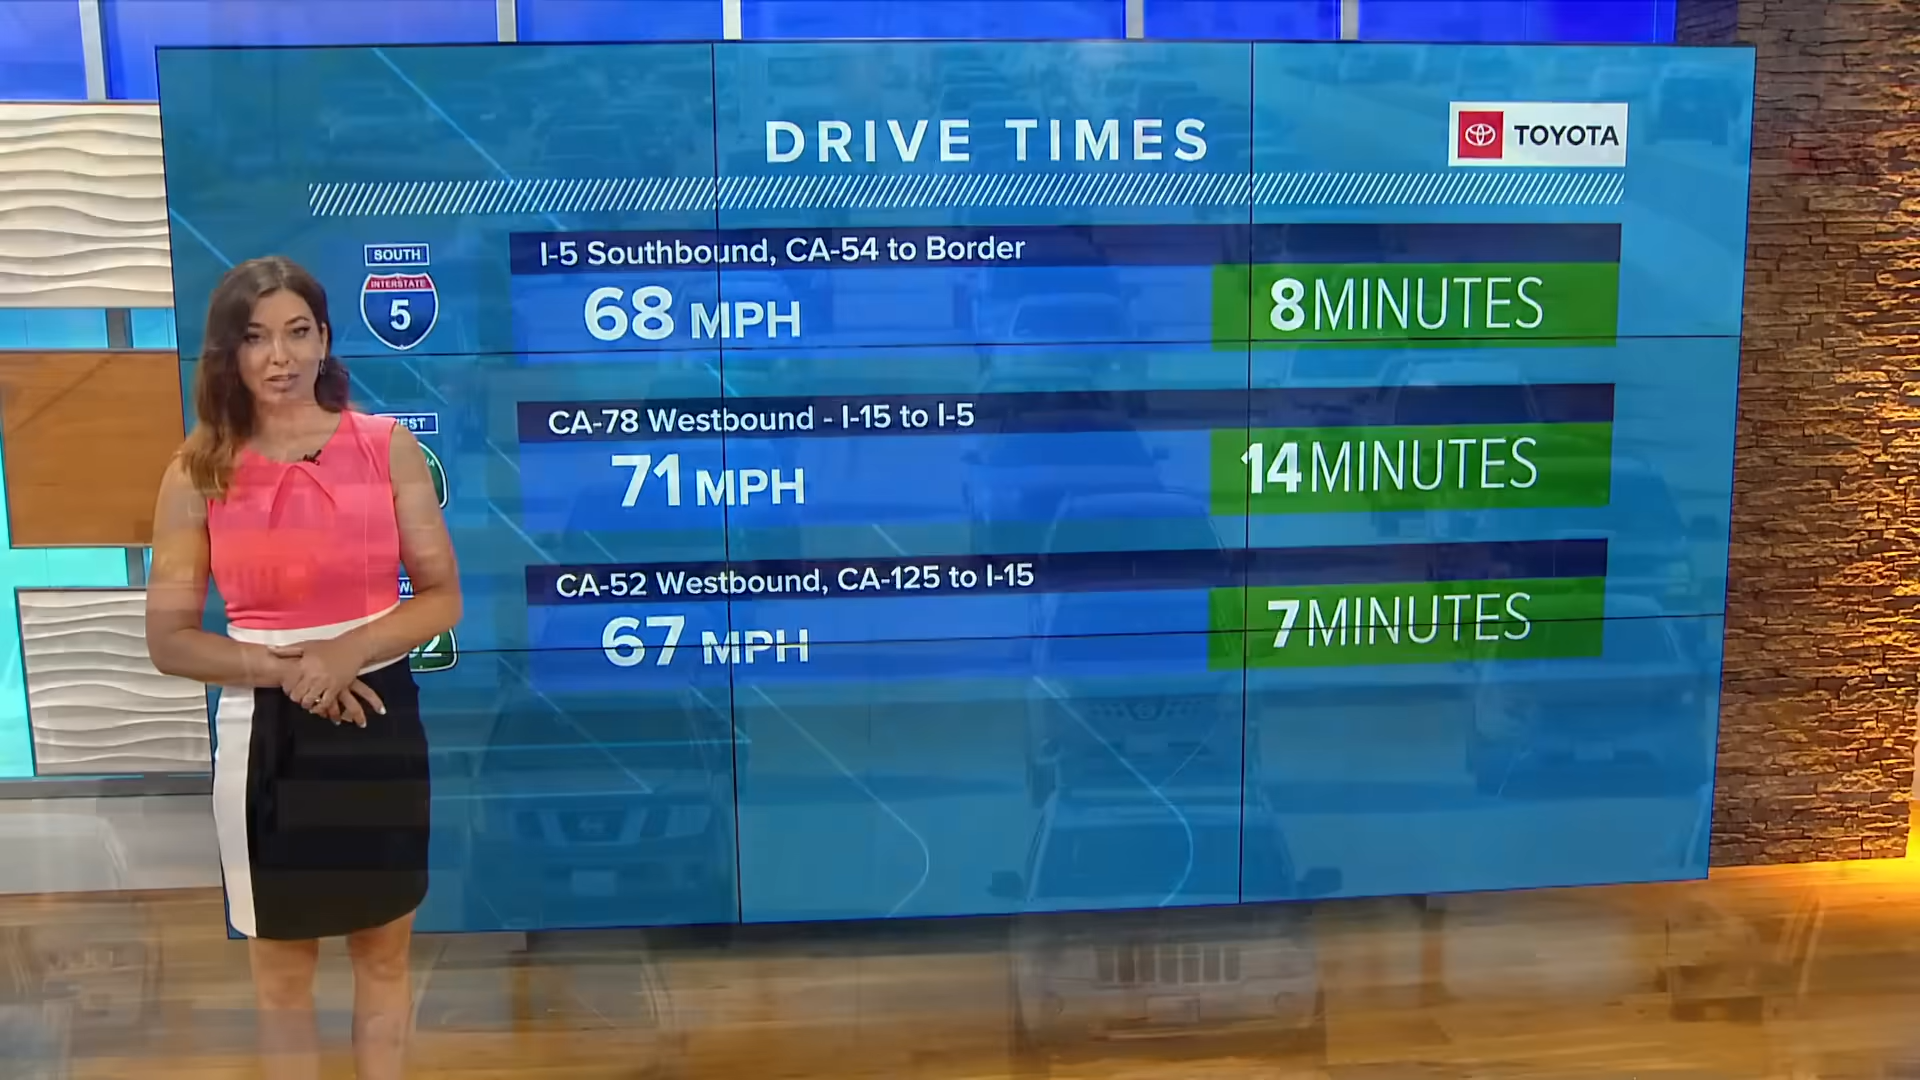 DRIVE TIMES
TOYOTA
SOUTH
INTERSTATE
5
I-5 Southbound, CA-54 to Border
68 MPH
8 MINUTES
CA-78 Westbound - I-15 to I-5
71 MPH
14 MINUTES
CA-52 Westbound, CA-125 to I-15
67 MPH
7 MINUTES